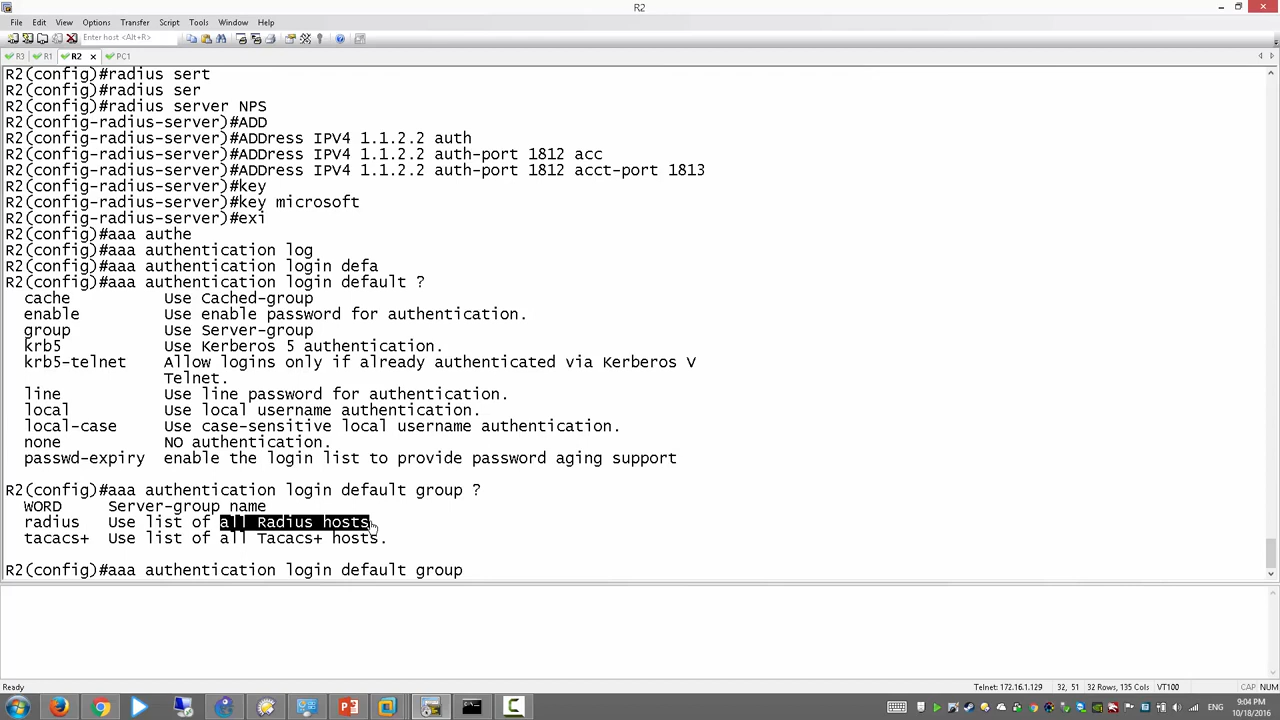 R2
File Edit View Options Transfer Script Tools Window Help
Enter host <Alt+R>
R3 R1 R2 PC1
R2(config)#radius sert
R2(config)#radius ser
R2(config)#radius server NPS
R2(config-radius-server)#ADD
R2(config-radius-server)#ADDress IPV4 1.1.2.2 auth
R2(config-radius-server)#ADDress IPV4 1.1.2.2 auth-port 1812 acc
R2(config-radius-server)#ADDress IPV4 1.1.2.2 auth-port 1812 acct-port 1813
R2(config-radius-server)#key
R2(config-radius-server)#key microsoft
R2(config-radius-server)#exi
R2(config)#aaa authe
R2(config)#aaa authentication log
R2(config)#aaa authentication login defa
R2(config)#aaa authentication login default ?
cache Use Cached-group
enable Use enable password for authentication.
group Use Server-group
krb5 Use Kerberos 5 authentication.
krb5-telnet Allow logins only if already authenticated via Kerberos V
Telnet.
line Use line password for authentication.
local Use local username authentication.
local-case Use case-sensitive local username authentication.
none NO authentication.
passwd-expiry enable the login list to provide password aging support
R2(config)#aaa authentication login default group ?
WORD Server-group name
radius Use list of all Radius hosts.
tacacs+ Use list of all Tacacs+ hosts.
R2(config)#aaa authentication login default group
Ready Telnet: 172.16.1.129 32, 51 32 Rows, 135 Cols VT100 CAP NUM
ENG 9:04 PM
10/18/2016